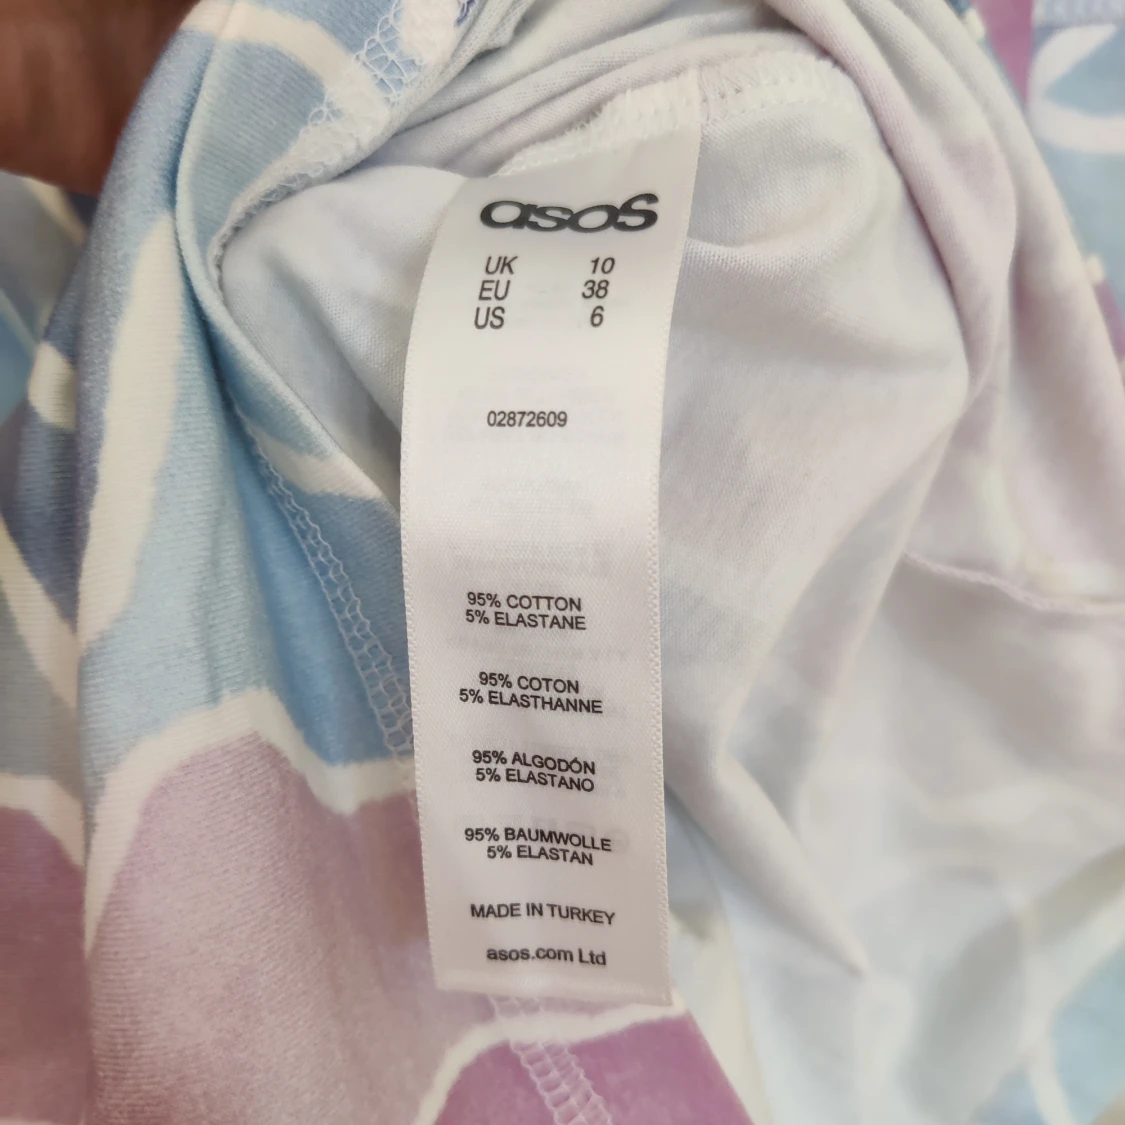 asos
UK 10
EU 38
US 6
02872609
95% COTTON
5% ELASTANE
95% COTON
5% ELASTHANNE
95% ALGODÓN
5% ELASTANO
95% BAUMWOLLE
5% ELASTAN
MADE IN TURKEY
asos.com Ltd